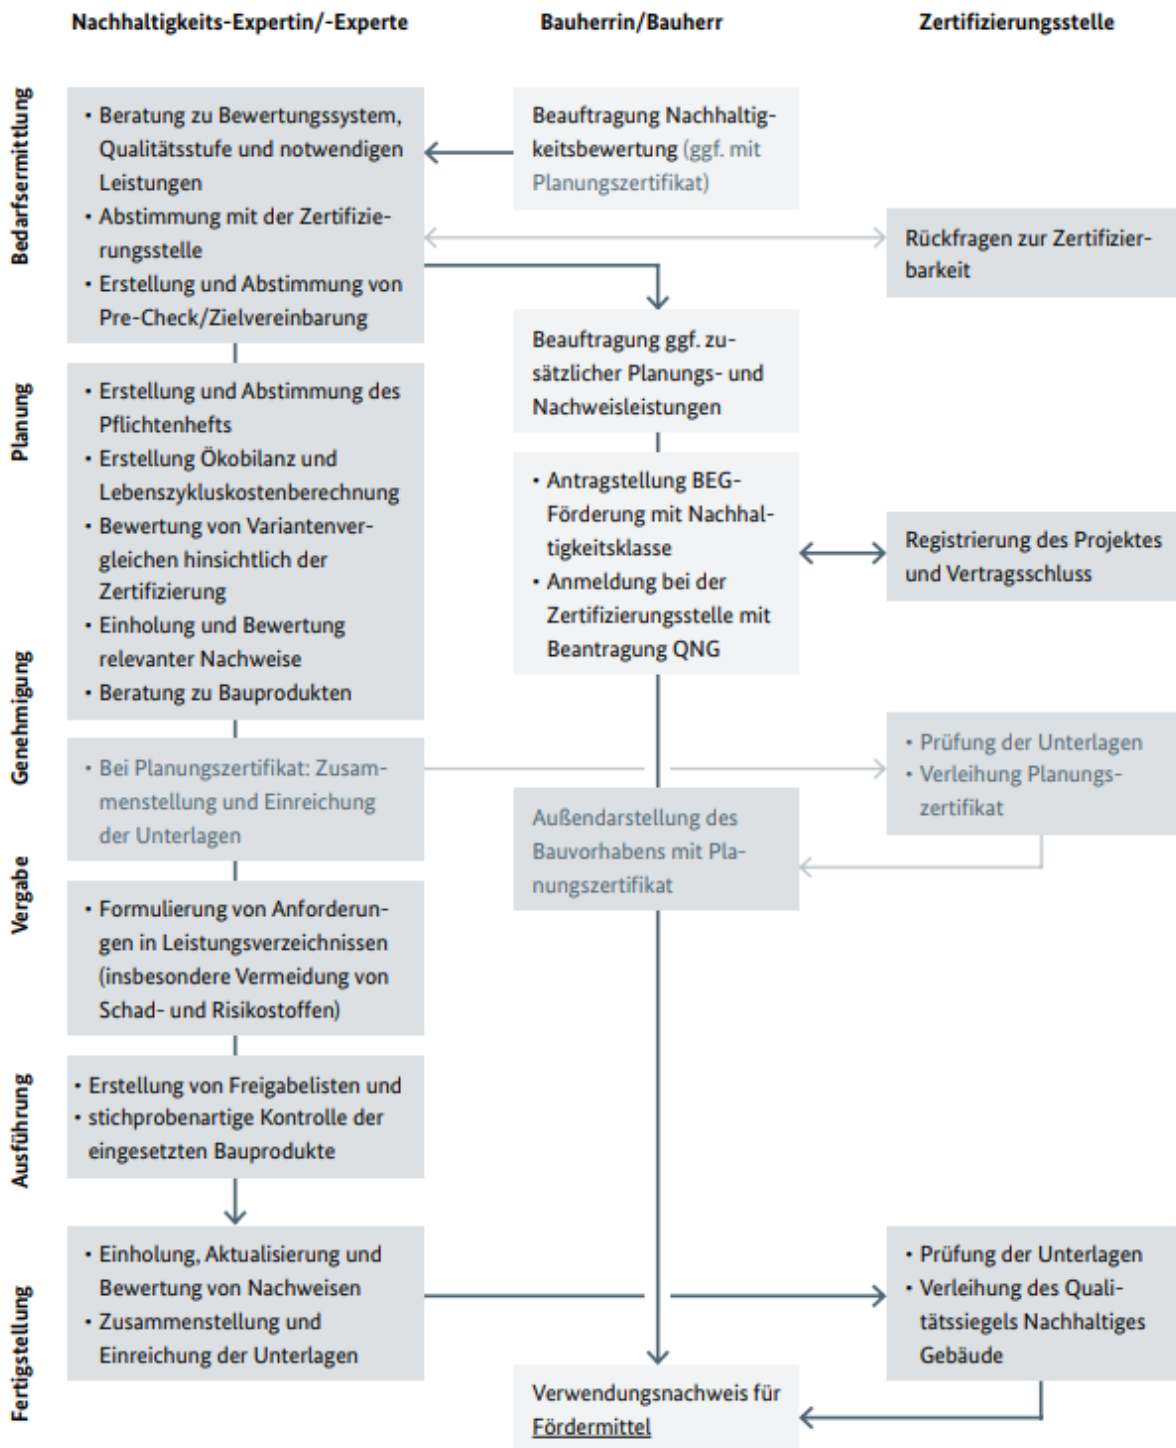 Nachhaltigkeits-Expertin/-Experte
Bauherrin/Bauherr
Zertifizierungsstelle
Bedarfsermittlung
• Beratung zu Bewertungssystem,
Qualitätsstufe und notwendigen
Leistungen
• Abstimmung mit der Zertifizie-
rungsstelle
• Erstellung und Abstimmung von
Pre-Check/Zielvereinbarung
Beauftragung Nachhaltig-
keitsbewertung (ggf. mit
Planungszertifikat)
Rückfragen zur Zertifizier-
barkeit
Beauftragung ggf. zu-
sätzlicher Planungs- und
Nachweisleistungen
Planung
• Erstellung und Abstimmung des
Pflichtenhefts
• Erstellung Ökobilanz und
Lebenszykluskostenberechnung
• Bewertung von Variantenver-
gleichen hinsichtlich der
Zertifizierung
• Einholung und Bewertung
relevanter Nachweise
• Beratung zu Bauprodukten
• Antragstellung BEG-
Förderung mit Nachhal-
tigkeitsklasse
• Anmeldung bei der
Zertifizierungsstelle mit
Beantragung QNG
Registrierung des Projektes
und Vertragsschluss
Genehmigung
• Bei Planungszertifikat: Zusam-
menstellung und Einreichung
der Unterlagen
• Prüfung der Unterlagen
• Verleihung Planungs-
zertifikat
Außendarstellung des
Bauvorhabens mit Pla-
nungszertifikat
Vergabe
• Formulierung von Anforderun-
gen in Leistungsverzeichnissen
(insbesondere Vermeidung von
Schad- und Risikostoffen)
Ausführung
• Erstellung von Freigabelisten und
• stichprobenartige Kontrolle der
eingesetzten Bauprodukte
Fertigstellung
• Einholung, Aktualisierung und
Bewertung von Nachweisen
• Zusammenstellung und
Einreichung der Unterlagen
• Prüfung der Unterlagen
• Verleihung des Quali-
tätssiegels Nachhaltiges
Gebäude
Verwendungsnachweis für
Fördermittel